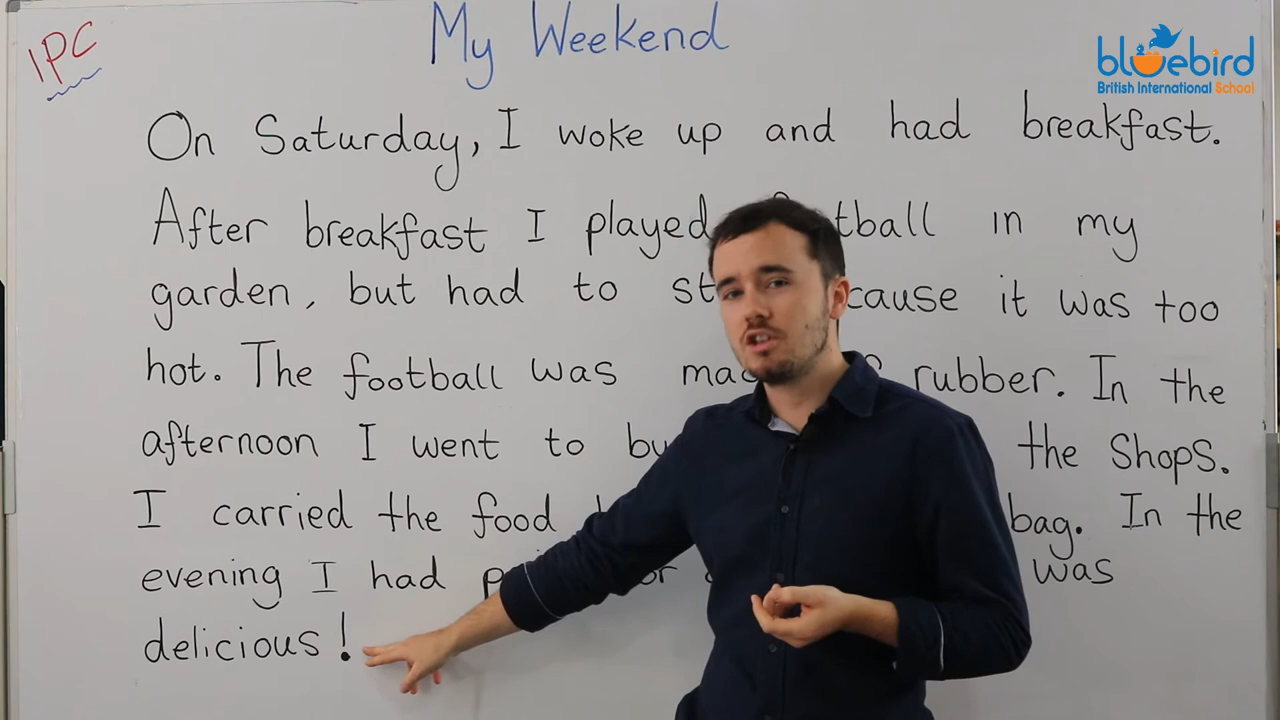 IPC
My Weekend
bluebird
British International School
On Saturday, I woke up and had breakfast.
After breakfast I played tball in my
garden, but had to st cause it was too
hot. The football was mad rubber. In the
afternoon I went to bu the shops.
I carried the food bag. In the
evening I had was
delicious!